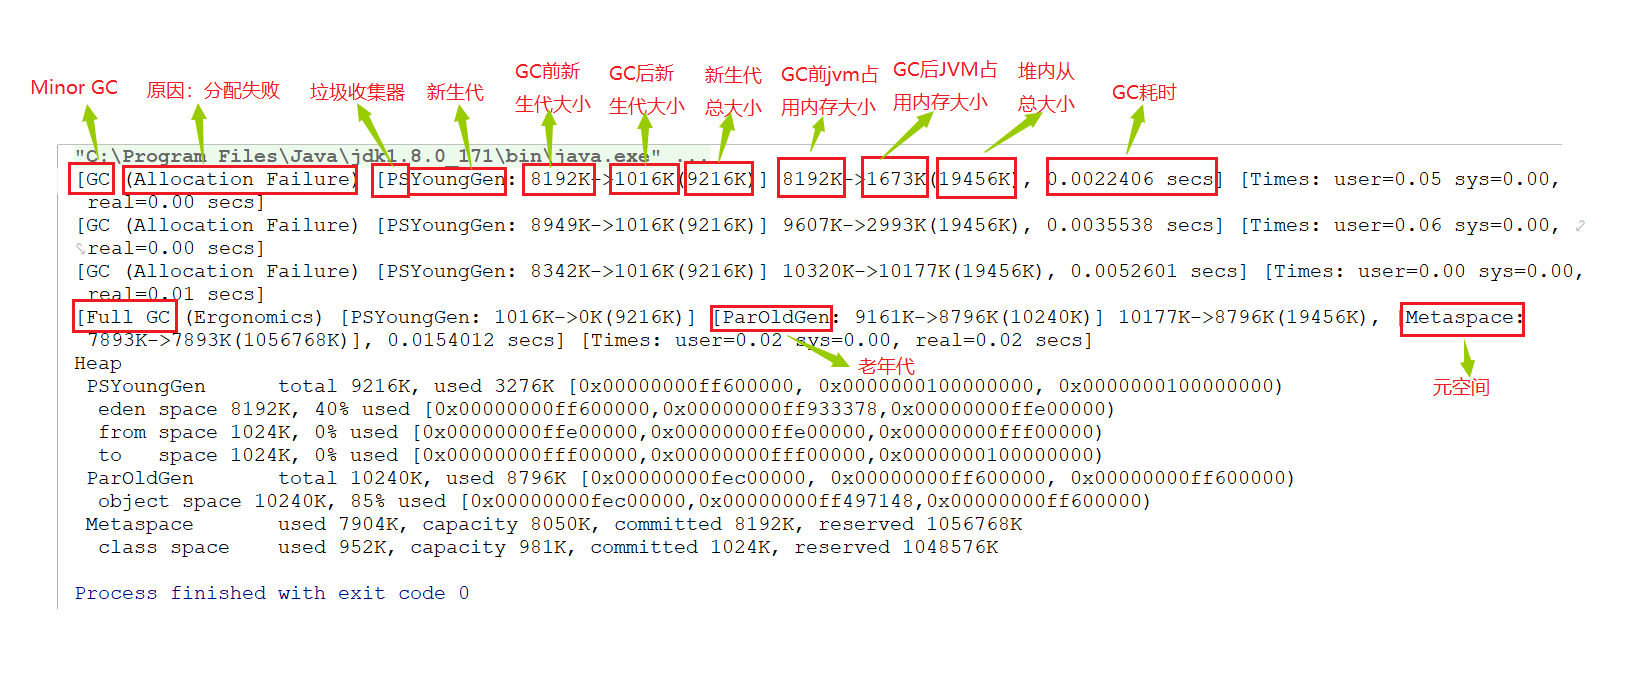 Minor GC
原因：分配失败
垃圾收集器
新生代
GC前新
生代大小
GC后新
生代大小
新生代
总大小
GC前jvm占
用内存大小
GC后JVM占
用内存大小
堆内从
总大小
GC耗时
"C:\Program Files\Java\jdk1.8.0_171\bin\java.exe" ...
[GC (Allocation Failure) [PSYoungGen: 8192K->1016K(9216K)] 8192K->1673K(19456K), 0.0022406 secs] [Times: user=0.05 sys=0.00,
real=0.00 secs]
[GC (Allocation Failure) [PSYoungGen: 8949K->1016K(9216K)] 9607K->2993K(19456K), 0.0035538 secs] [Times: user=0.06 sys=0.00,
real=0.00 secs]
[GC (Allocation Failure) [PSYoungGen: 8342K->1016K(9216K)] 10320K->10177K(19456K), 0.0052601 secs] [Times: user=0.00 sys=0.00,
real=0.01 secs]
[Full GC (Ergonomics) [PSYoungGen: 1016K->0K(9216K)] [ParOldGen: 9161K->8796K(10240K)] 10177K->8796K(19456K), [Metaspace:
7893K->7893K(1056768K)], 0.0154012 secs] [Times: user=0.02 sys=0.00, real=0.02 secs]
老年代
元空间
Heap
PSYoungGen total 9216K, used 3276K [0x00000000ff600000, 0x0000000100000000, 0x0000000100000000)
eden space 8192K, 40% used [0x00000000ff600000,0x00000000ff933378,0x00000000ffe00000)
from space 1024K, 0% used [0x00000000ffe00000,0x00000000ffe00000,0x00000000fff00000)
to space 1024K, 0% used [0x00000000fff00000,0x00000000fff00000,0x0000000100000000)
ParOldGen total 10240K, used 8796K [0x00000000fec00000, 0x00000000ff600000, 0x00000000ff600000)
object space 10240K, 85% used [0x00000000fec00000,0x00000000ff497148,0x00000000ff600000)
Metaspace used 7904K, capacity 8050K, committed 8192K, reserved 1056768K
class space used 952K, capacity 981K, committed 1024K, reserved 1048576K
Process finished with exit code 0